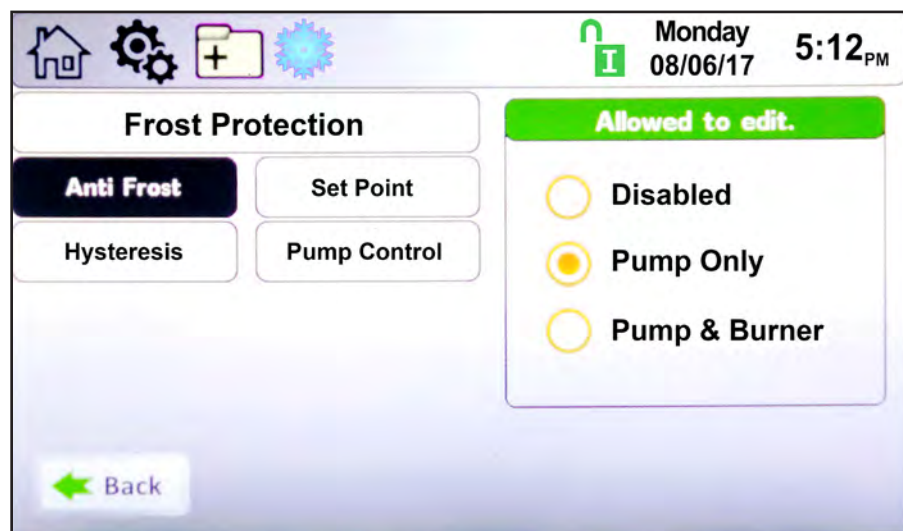 I
Monday
08/06/17
5:12PM
Frost Protection
Allowed to edit.
Anti Frost
Set Point
Hysteresis
Pump Control
Disabled
Pump Only
Pump & Burner
Back